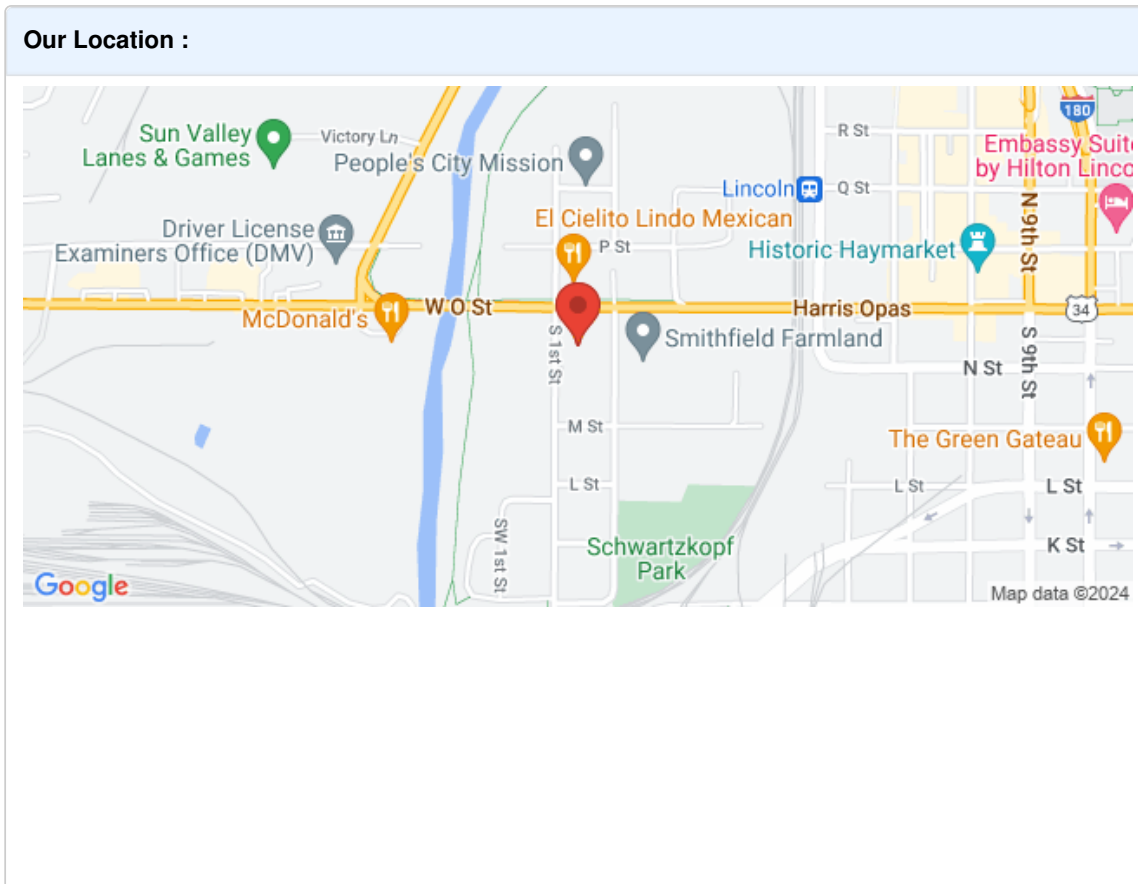 Our Location :
180
Sun Valley
Lanes & Games
Victory Ln
People's City Mission
R St
Embassy Suit
by Hilton Linco
Lincoln
Q St
El Cielito Lindo Mexican
P St
N 9th St
Driver License
Examiners Office (DMV)
Historic Haymarket
McDonald's
W O St
Harris Opas
34
S 1st St
Smithfield Farmland
S 9th St
N St
M St
The Green Gateau
L St
L St
L St
SW 1st St
Schwartzkopf
Park
K St
Google
Map data ©2024